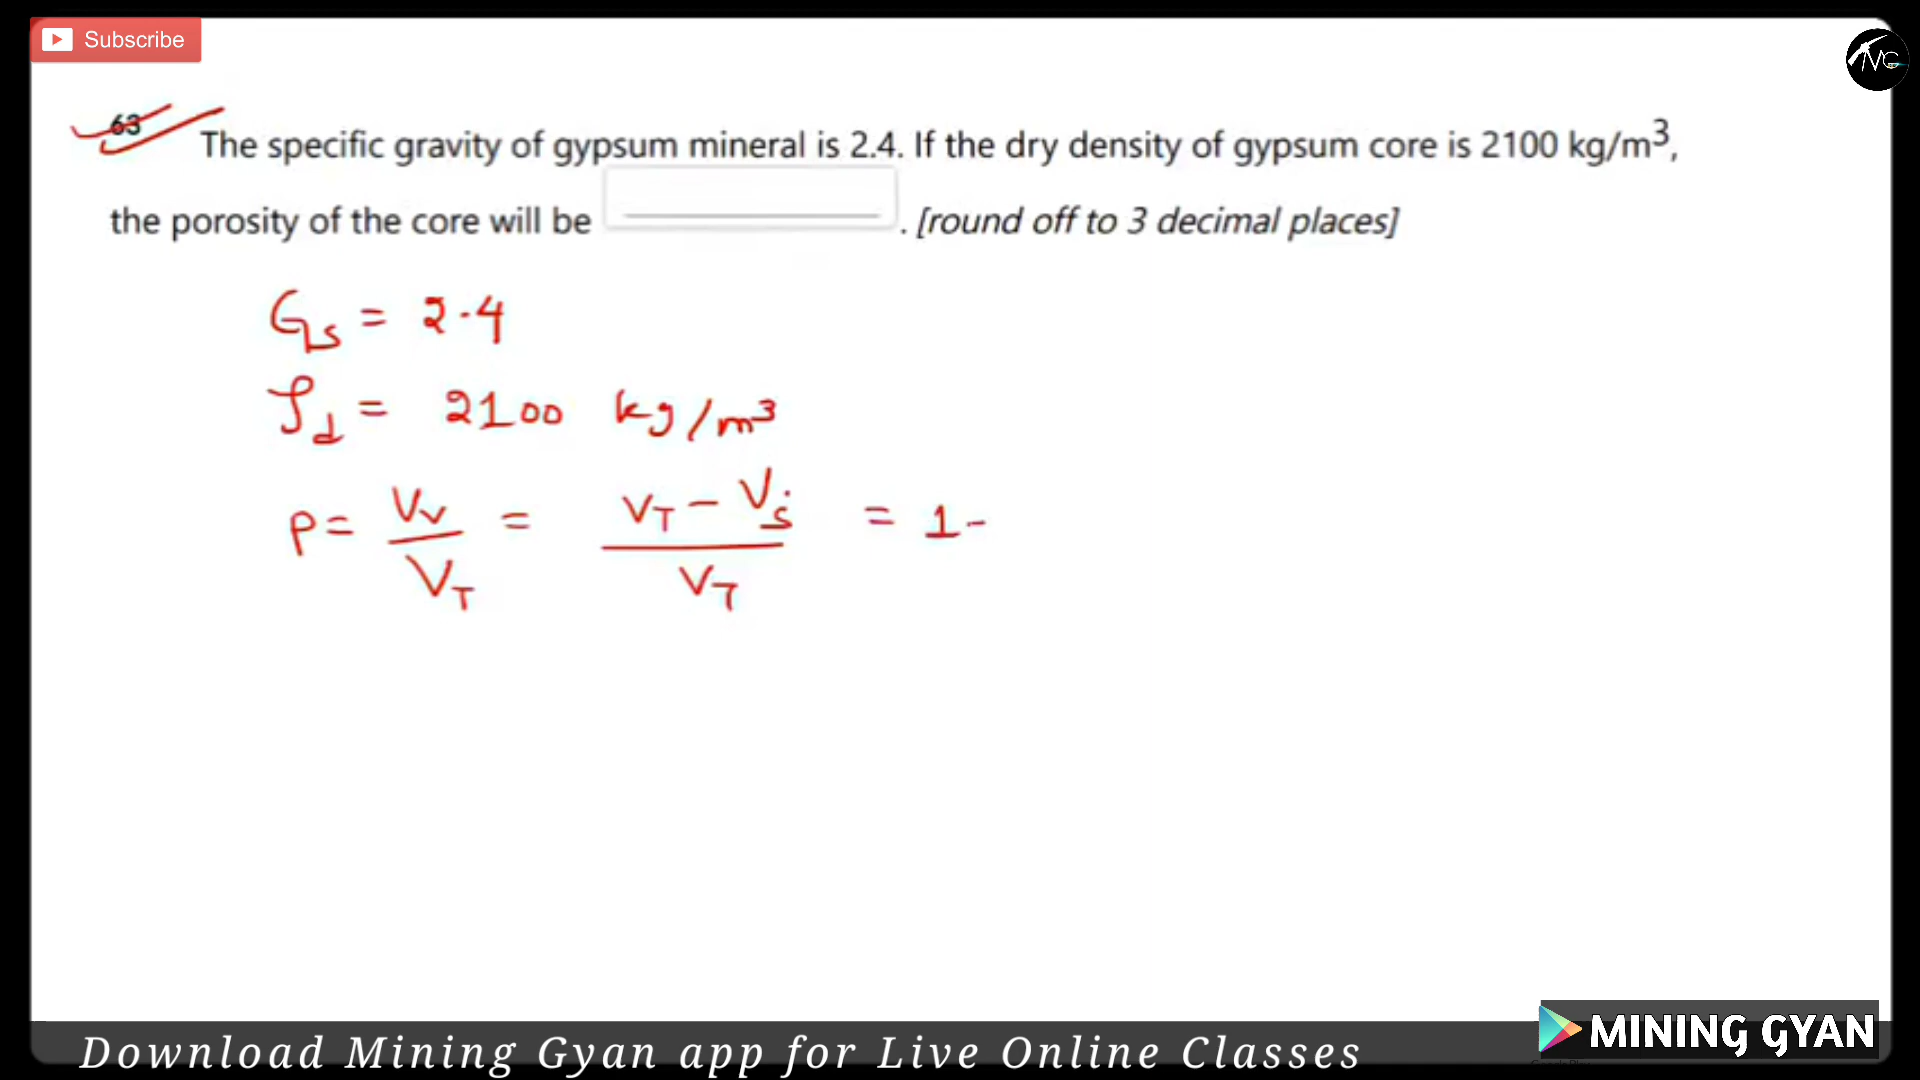 Subscribe
NG
63
The specific gravity of gypsum mineral is 2.4. If the dry density of gypsum core is 2100 kg/m³,
the porosity of the core will be ________ . [round off to 3 decimal places]
Gs = 2.4
ρd = 2100 kg/m³
P = Vv/VT = (VT - Vs)/VT = 1 -
Download Mining Gyan app for Live Online Classes
MINING GYAN